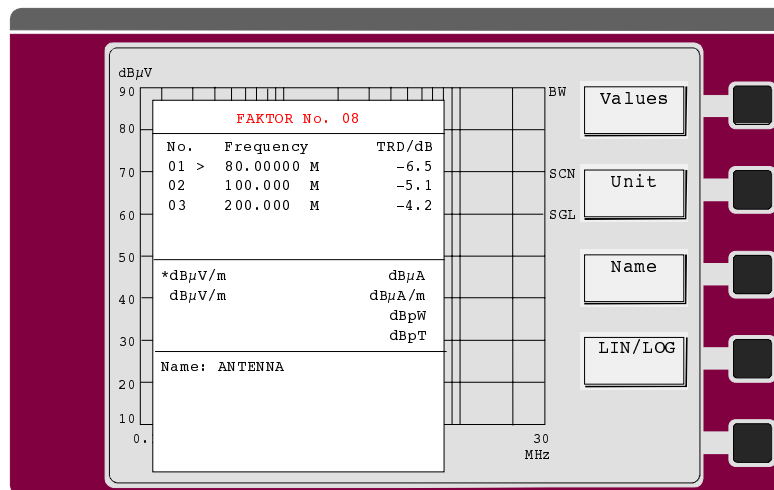 dBµV
90
80
70
60
50
40
30
20
10
0.
30
MHz
BW
SCN
SGL
FAKTOR No. 08
No. Frequency TRD/dB
01 > 80.00000 M -6.5
02 100.000 M -5.1
03 200.000 M -4.2
*dBµV/m dBµA
dBµV/m dBµA/m
dBpW
dBpT
Name: ANTENNA
Values
Unit
Name
LIN/LOG